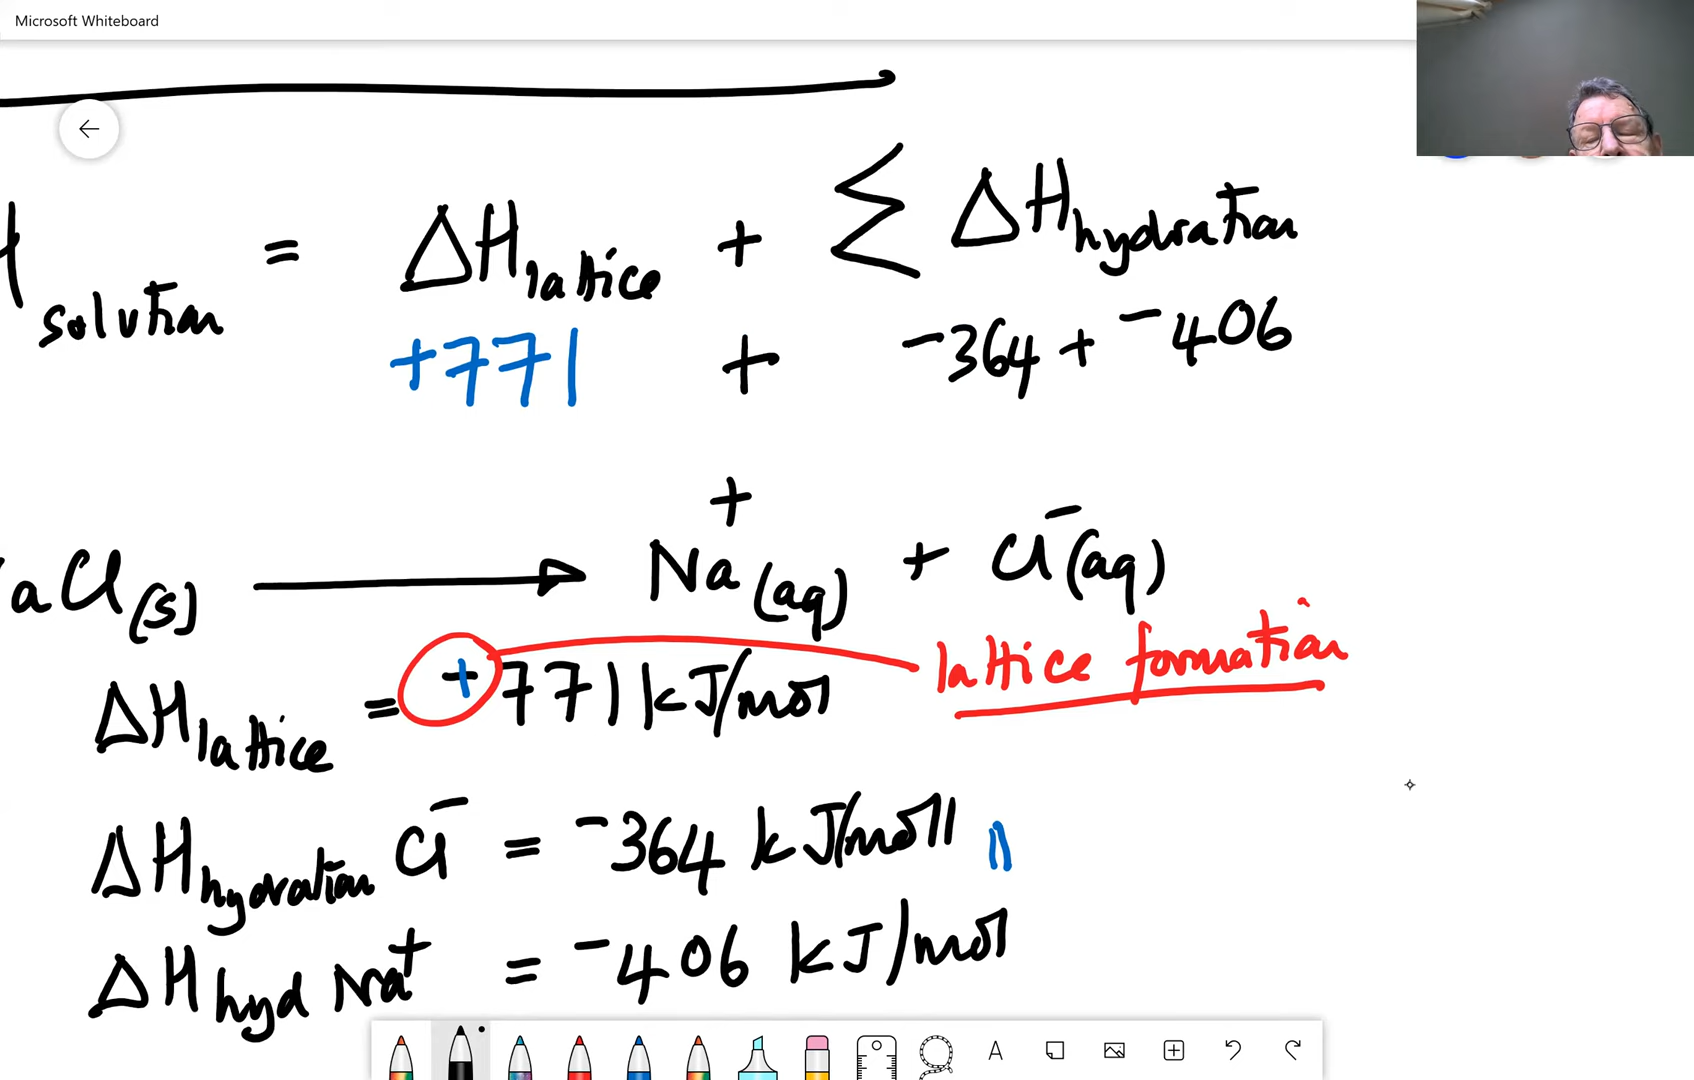 Microsoft Whiteboard
H solution = ΔH lattice + Σ ΔH hydration
+771 + -364 + -406
aCl(s) → Na+(aq) + Cl-(aq)
lattice formation
ΔH lattice = +771 kJ/mol
ΔH hydration Cl- = -364 kJ/mol
ΔH hyd Na+ = -406 kJ/mol
A